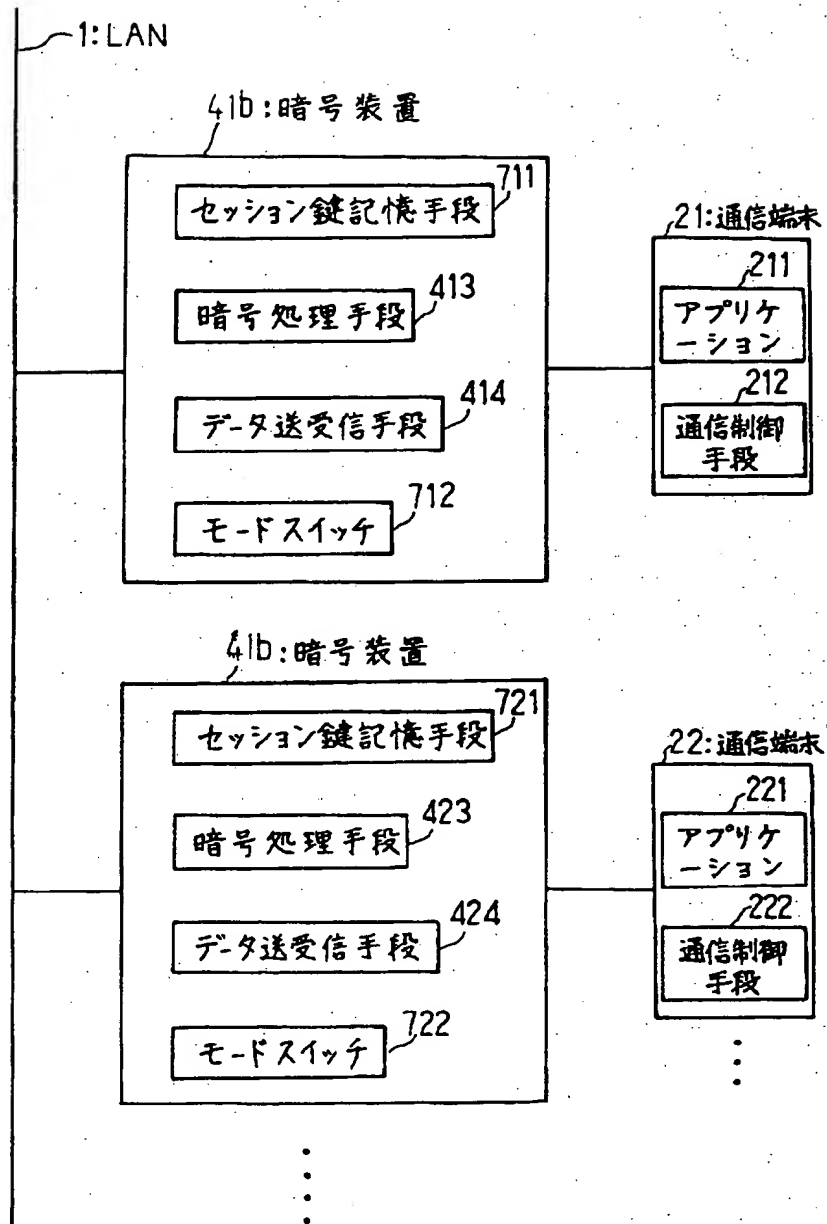 1:LAN
41b:暗号装置
711
セッション鍵記憶手段
413
暗号処理手段
414
データ送受信手段
712
モードスイッチ
21:通信端末
211
アプリケ
ーション
212
通信制御
手段
41b:暗号装置
721
セッション鍵記憶手段
423
暗号処理手段
424
データ送受信手段
722
モードスイッチ
22:通信端末
221
アプリケ
ーション
222
通信制御
手段